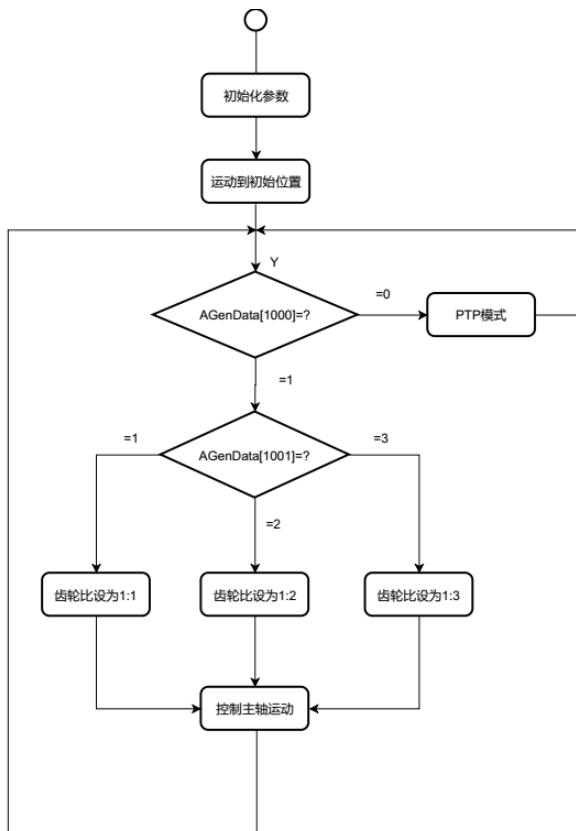 初始化参数
运动到初始位置
Y
=0
AGenData[1000]=?
PTP模式
=1
=1
=3
AGenData[1001]=?
=2
齿轮比设为1:1
齿轮比设为1:2
齿轮比设为1:3
控制主轴运动